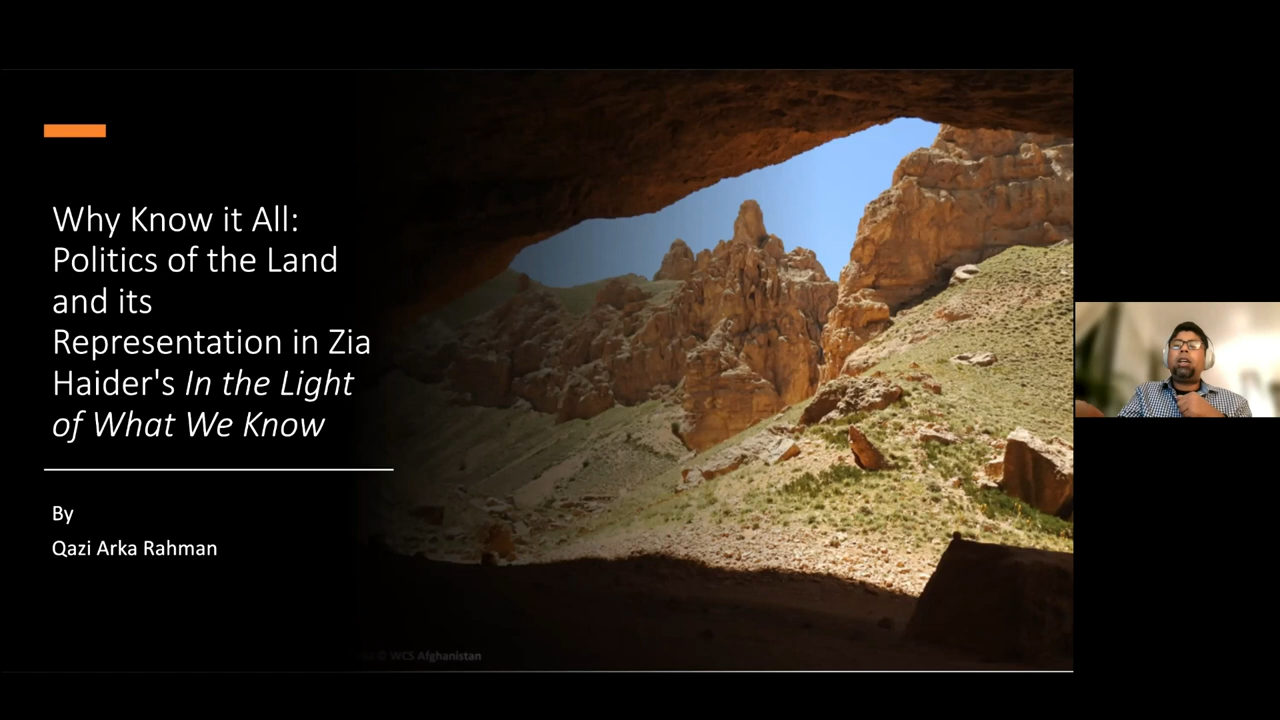 Why Know it All:
Politics of the Land
and its
Representation in Zia
Haider's In the Light
of What We Know
By
Qazi Arka Rahman
© WCS Afghanistan